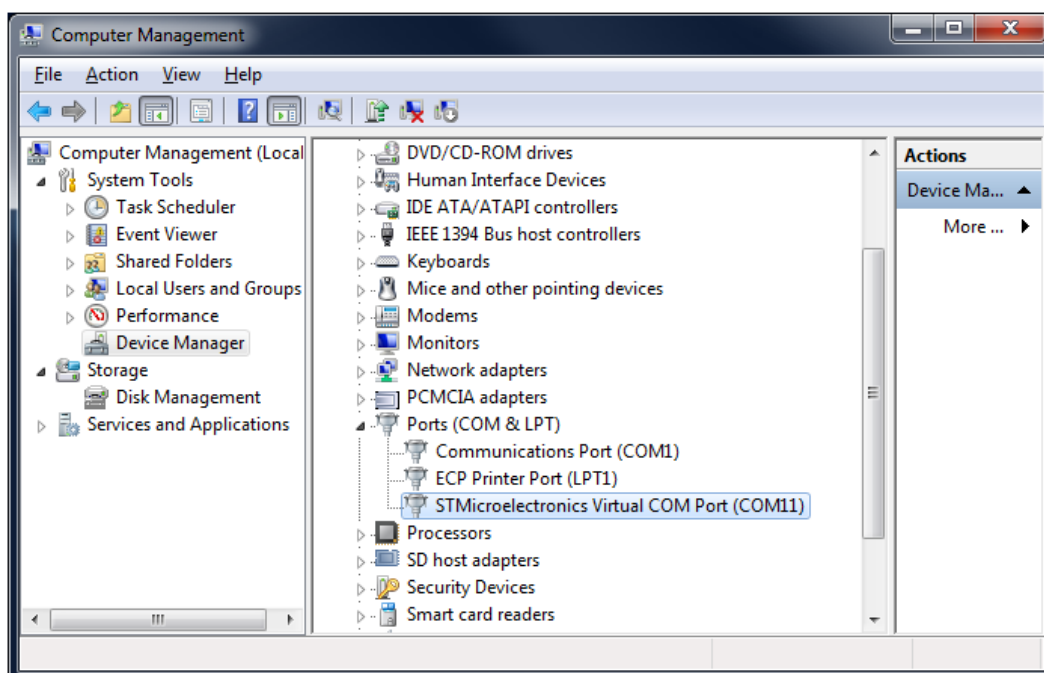 Computer Management
File Action View Help
Computer Management (Local
System Tools
Task Scheduler
Event Viewer
Shared Folders
Local Users and Groups
Performance
Device Manager
Storage
Disk Management
Services and Applications
DVD/CD-ROM drives
Human Interface Devices
IDE ATA/ATAPI controllers
IEEE 1394 Bus host controllers
Keyboards
Mice and other pointing devices
Modems
Monitors
Network adapters
PCMCIA adapters
Ports (COM & LPT)
Communications Port (COM1)
ECP Printer Port (LPT1)
STMicroelectronics Virtual COM Port (COM11)
Processors
SD host adapters
Security Devices
Smart card readers
Actions
Device Ma...
More ...